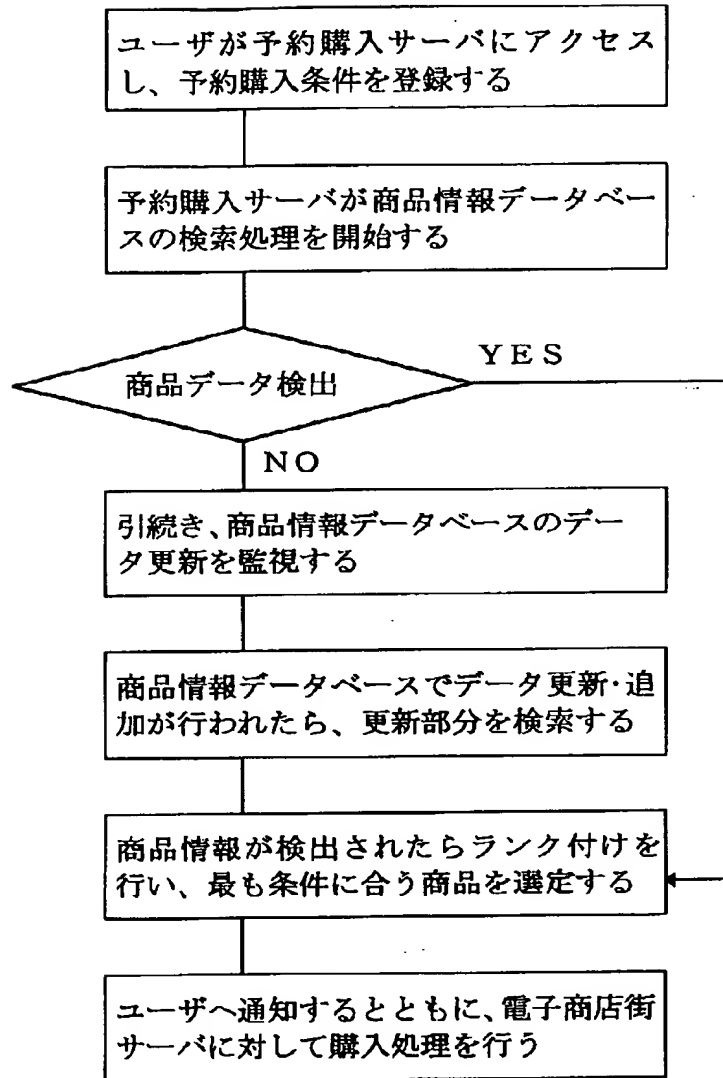 ユーザが予約購入サーバにアクセス
し、予約購入条件を登録する
予約購入サーバが商品情報データベー
スの検索処理を開始する
商品データ検出
YES
NO
引続き、商品情報データベースのデー
タ更新を監視する
商品情報データベースでデータ更新・追
加が行われたら、更新部分を検索する
商品情報が検出されたらランク付けを
行い、最も条件に合う商品を選定する
ユーザへ通知するとともに、電子商店街
サーバに対して購入処理を行う